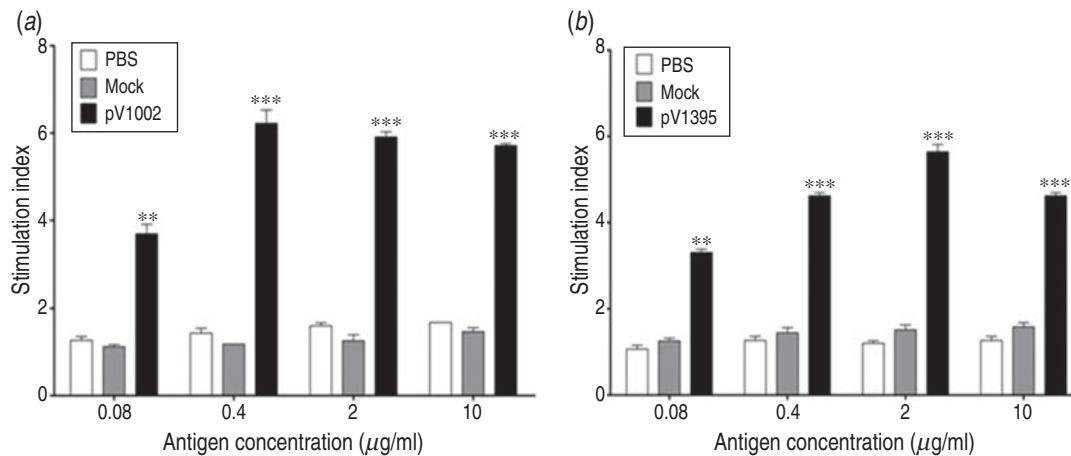 (a)
8
6
4
2
0
Stimulation index
PBS
Mock
pV1002
**
***
***
***
0.08 0.4 2 10
Antigen concentration (μg/ml)
(b)
8
6
4
2
0
Stimulation index
PBS
Mock
pV1395
**
***
***
***
0.08 0.4 2 10
Antigen concentration (μg/ml)